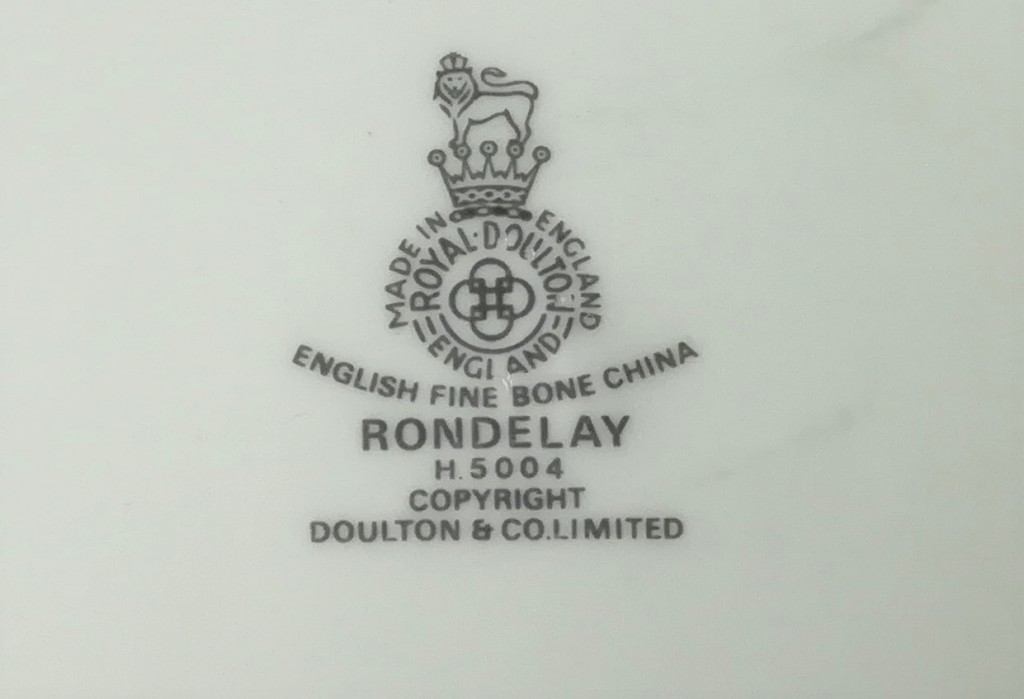 MADE IN ENGLAND
ROYAL·DOULTON
ENGLAND
ENGLISH FINE BONE CHINA
RONDELAY
H.5004
COPYRIGHT
DOULTON & CO.LIMITED